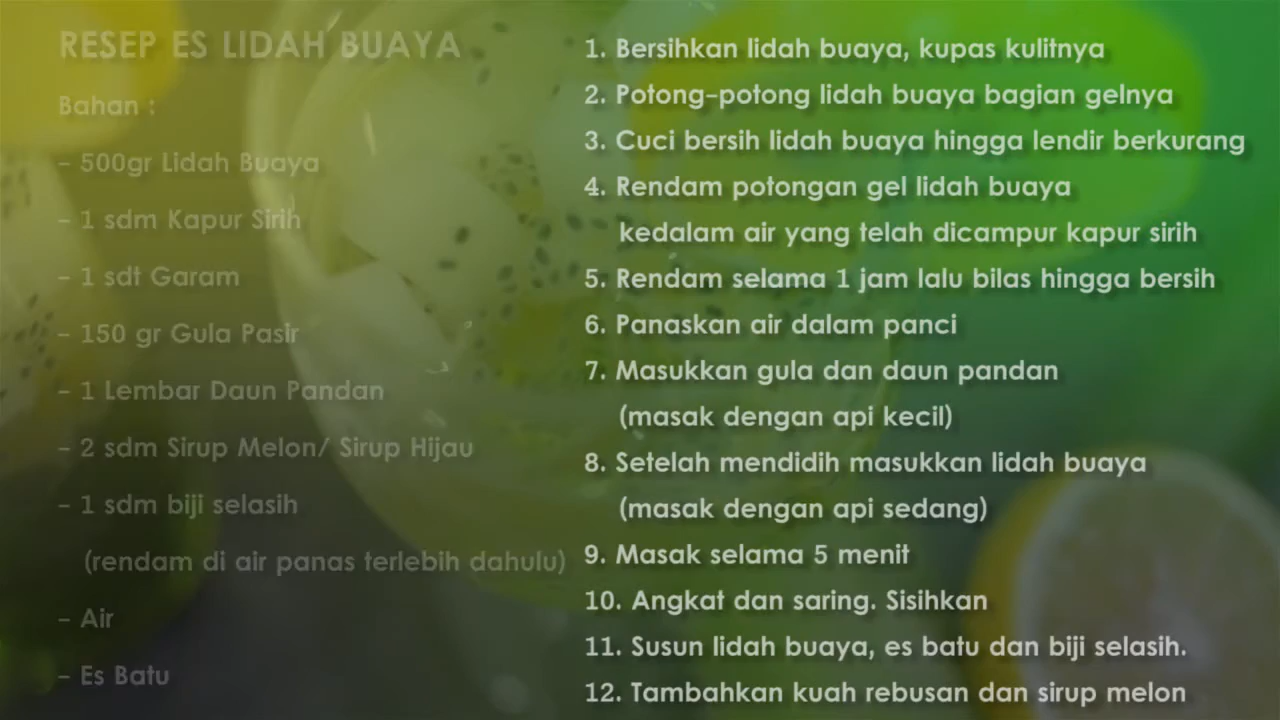 RESEP ES LIDAH BUAYA
Bahan :
- 500gr Lidah Buaya
- 1 sdm Kapur Sirih
- 1 sdt Garam
- 150 gr Gula Pasir
- 1 Lembar Daun Pandan
- 2 sdm Sirup Melon/ Sirup Hijau
- 1 sdm biji selasih
(rendam di air panas terlebih dahulu)
- Air
- Es Batu
1. Bersihkan lidah buaya, kupas kulitnya
2. Potong-potong lidah buaya bagian gelnya
3. Cuci bersih lidah buaya hingga lendir berkurang
4. Rendam potongan gel lidah buaya
kedalam air yang telah dicampur kapur sirih
5. Rendam selama 1 jam lalu bilas hingga bersih
6. Panaskan air dalam panci
7. Masukkan gula dan daun pandan
(masak dengan api kecil)
8. Setelah mendidih masukkan lidah buaya
(masak dengan api sedang)
9. Masak selama 5 menit
10. Angkat dan saring. Sisihkan
11. Susun lidah buaya, es batu dan biji selasih.
12. Tambahkan kuah rebusan dan sirup melon